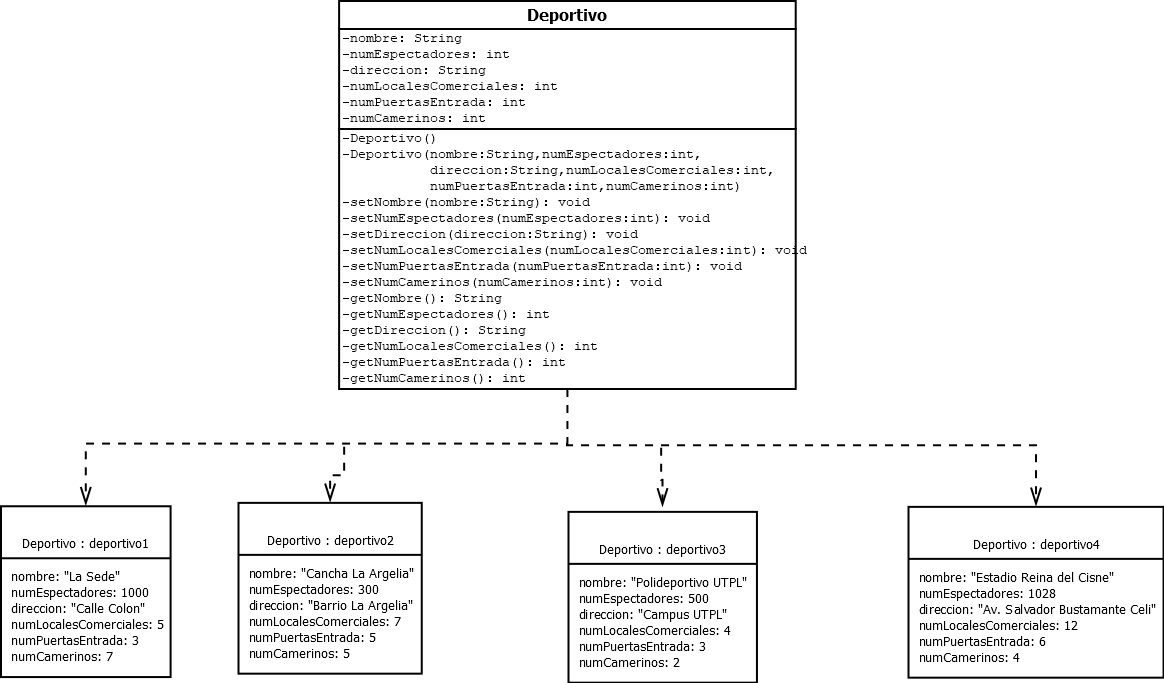 Deportivo
-nombre: String
-numEspectadores: int
-direccion: String
-numLocalesComerciales: int
-numPuertasEntrada: int
-numCamerinos: int
-Deportivo()
-Deportivo(nombre:String,numEspectadores:int,
direccion:String,numLocalesComerciales:int,
numPuertasEntrada:int,numCamerinos:int)
-setNombre(nombre:String): void
-setNumEspectadores(numEspectadores:int): void
-setDireccion(direccion:String): void
-setNumLocalesComerciales(numLocalesComerciales:int): void
-setNumPuertasEntrada(numPuertasEntrada:int): void
-setNumCamerinos(numCamerinos:int): void
-getNombre(): String
-getNumEspectadores(): int
-getDireccion(): String
-getNumLocalesComerciales(): int
-getNumPuertasEntrada(): int
-getNumCamerinos(): int
Deportivo : deportivo1
nombre: "La Sede"
numEspectadores: 1000
direccion: "Calle Colon"
numLocalesComerciales: 5
numPuertasEntrada: 3
numCamerinos: 7
Deportivo : deportivo2
nombre: "Cancha La Argelia"
numEspectadores: 300
direccion: "Barrio La Argelia"
numLocalesComerciales: 7
numPuertasEntrada: 5
numCamerinos: 5
Deportivo : deportivo3
nombre: "Polideportivo UTPL"
numEspectadores: 500
direccion: "Campus UTPL"
numLocalesComerciales: 4
numPuertasEntrada: 3
numCamerinos: 2
Deportivo : deportivo4
nombre: "Estadio Reina del Cisne"
numEspectadores: 1028
direccion: "Av. Salvador Bustamante Celi"
numLocalesComerciales: 12
numPuertasEntrada: 6
numCamerinos: 4